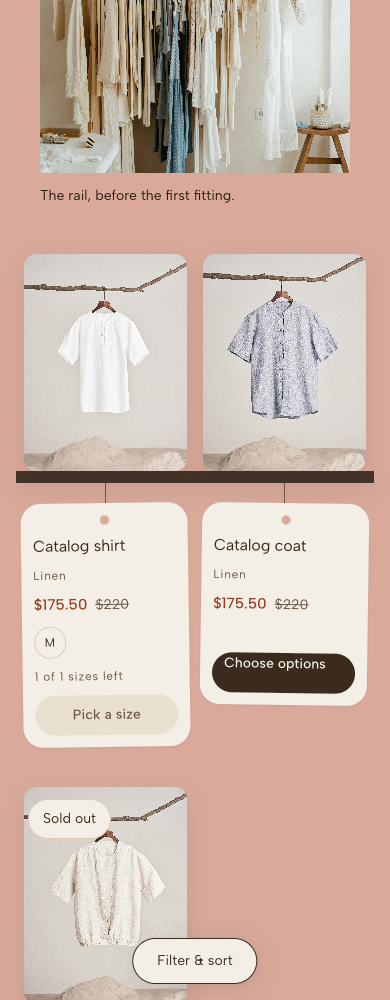 The rail, before the first fitting.
Catalog shirt
Linen
$175.50 $220
M
1 of 1 sizes left
Pick a size
Catalog coat
Linen
$175.50 $220
Choose options
Sold out
Filter & sort